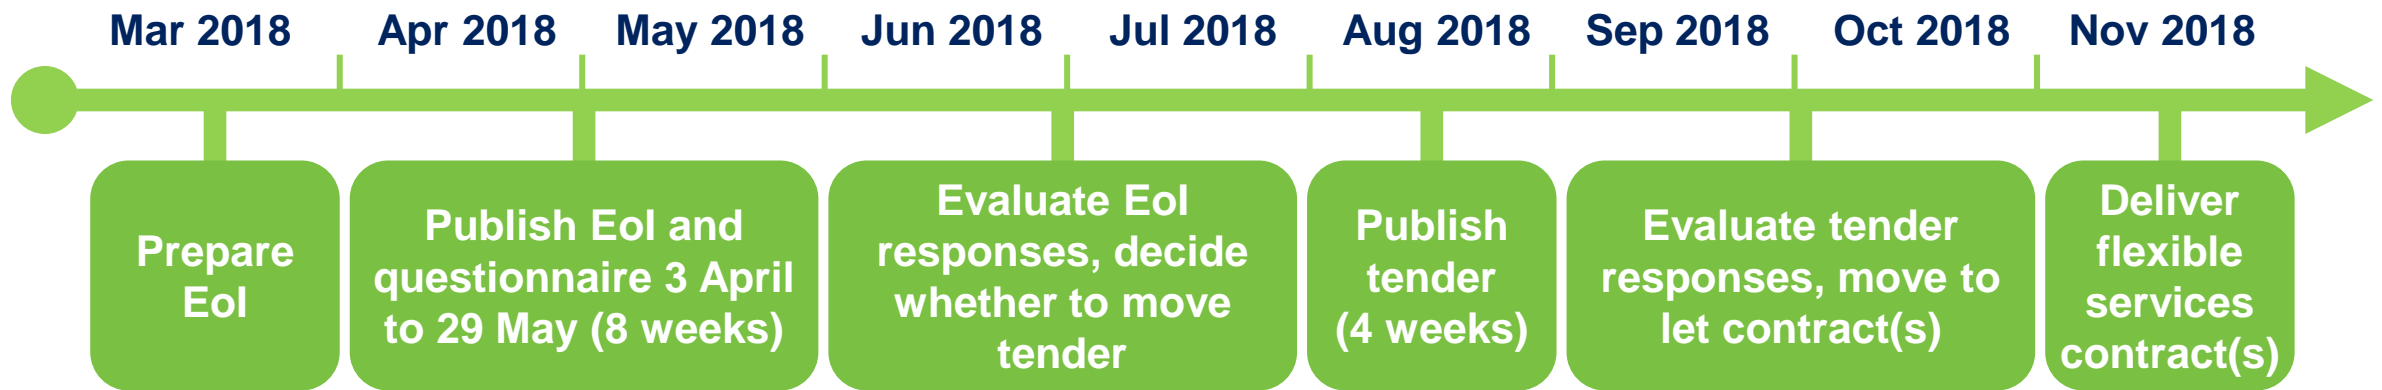 Mar 2018
Apr 2018
May 2018
Jun 2018
Jul 2018
Aug 2018
Sep 2018
Oct 2018
Nov 2018
Prepare
EoI
Publish EoI and
questionnaire 3 April
to 29 May (8 weeks)
Evaluate EoI
responses, decide
whether to move
tender
Publish
tender
(4 weeks)
Evaluate tender
responses, move to
let contract(s)
Deliver
flexible
services
contract(s)